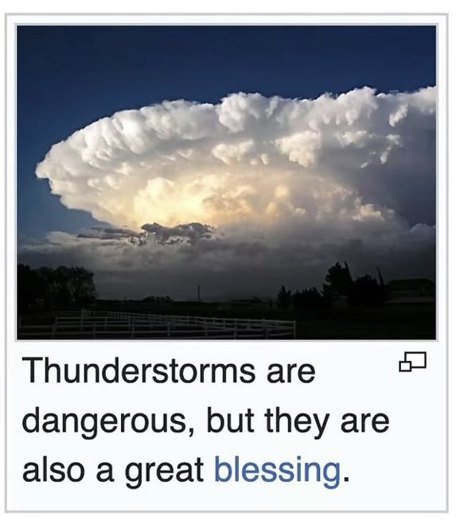 Thunderstorms are
dangerous, but they are
also a great blessing.